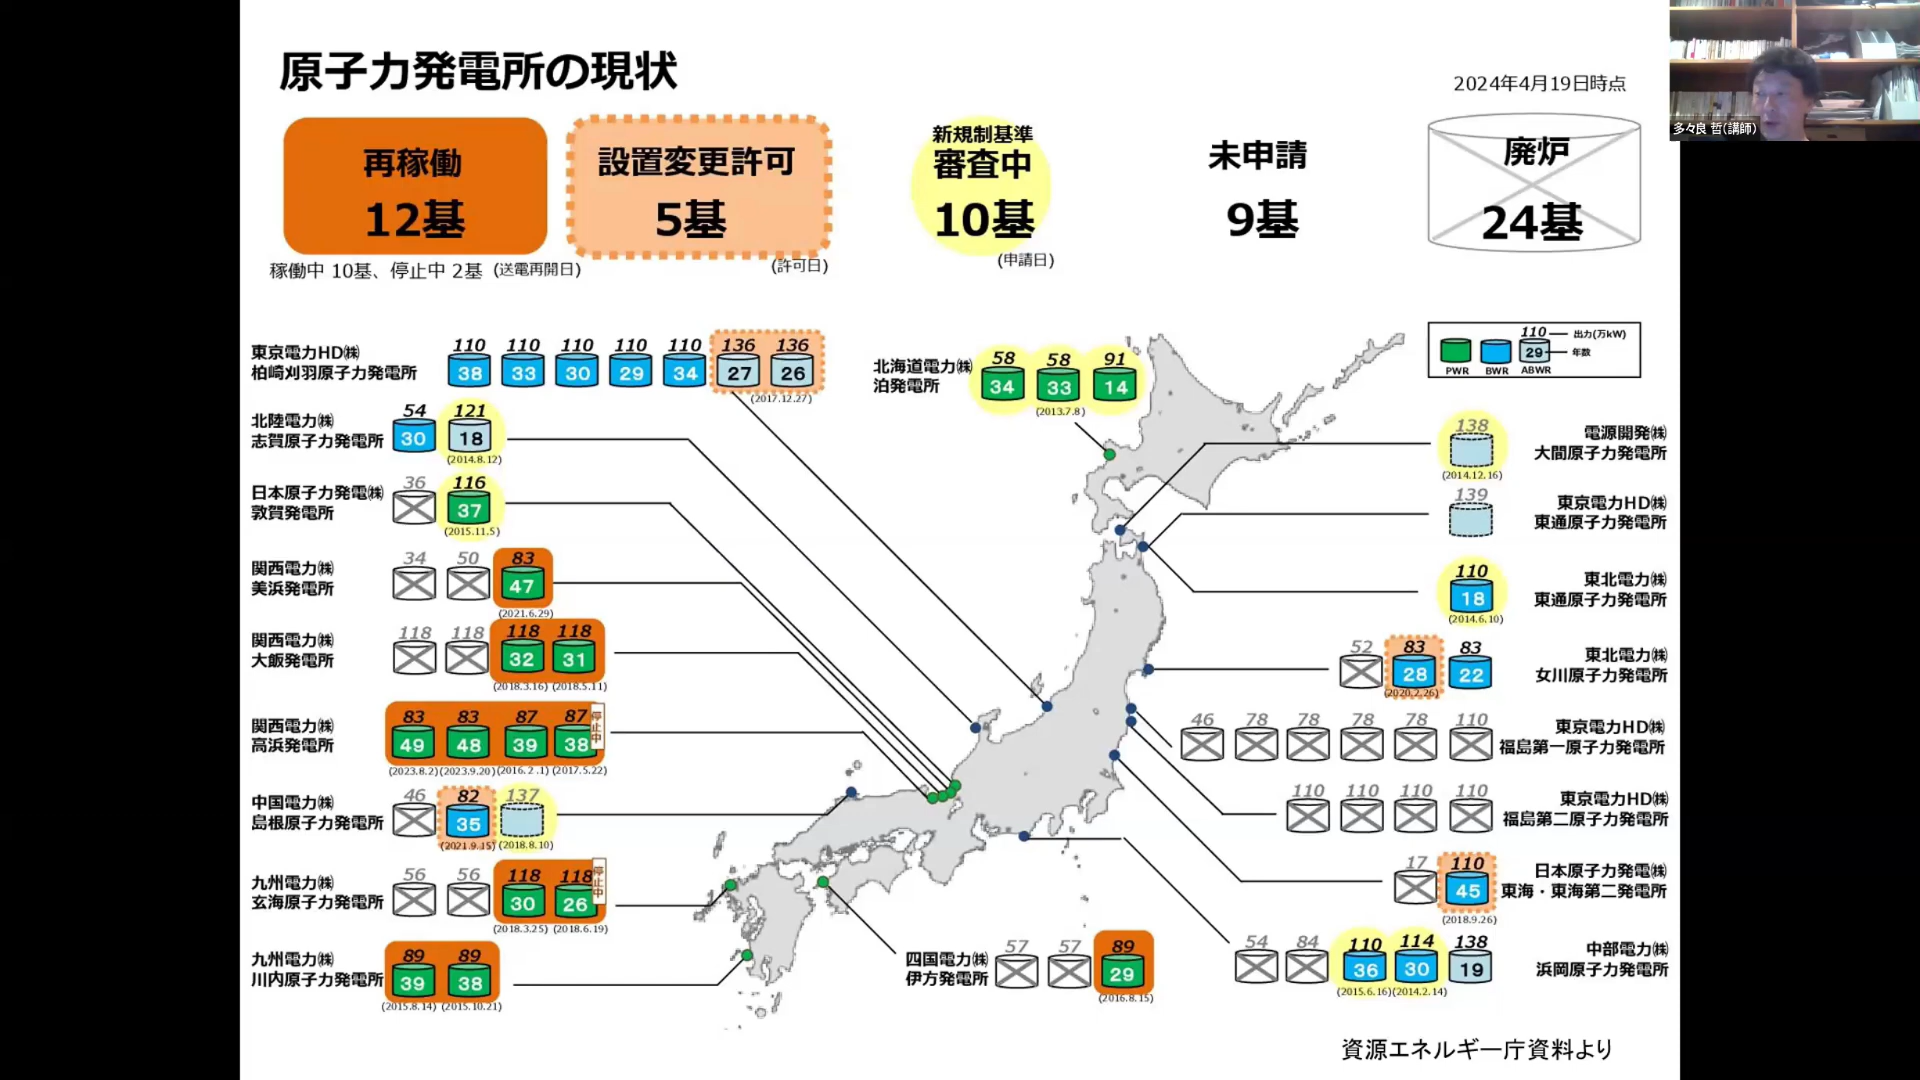 原子力発電所の現状
2024年4月19日時点
多々良 哲(講師)
再稼働
12基
稼働中 10基、停止中 2基 (送電再開日)
設置変更許可
5基
(許可日)
新規制基準
審査中
10基
(申請日)
未申請
9基
廃炉
24基
110 出力(万kW)
29 年数
PWR BWR ABWR
東京電力HD㈱
柏崎刈羽原子力発電所
110 110 110 110 110 136 136
38 33 30 29 34 27 26
(2017.12.27)
北陸電力㈱
志賀原子力発電所
54 121
30 18
(2014.8.12)
日本原子力発電㈱
敦賀発電所
36 116
37
(2015.11.5)
関西電力㈱
美浜発電所
34 50 83
47
(2021.6.29)
関西電力㈱
大飯発電所
118 118 118 118
32 31
(2018.3.16) (2018.5.11)
関西電力㈱
高浜発電所
83 83 87 87
49 48 39 38
停止中
(2023.8.2) (2023.9.20) (2016.2 .1) (2017.5.22)
中国電力㈱
島根原子力発電所
46 82 137
35
(2021.9.15) (2018.8.10)
九州電力㈱
玄海原子力発電所
56 56 118 118
30 26
停止中
(2018.3.25) (2018.6.19)
九州電力㈱
川内原子力発電所
89 89
39 38
(2015.8.14) (2015.10.21)
北海道電力㈱
泊発電所
58 58 91
34 33 14
(2013.7.8)
四国電力㈱
伊方発電所
57 57 89
29
(2016.8.15)
138
(2014.12.16)
電源開発㈱
大間原子力発電所
139
東京電力HD㈱
東通原子力発電所
110
18
(2014.6.10)
東北電力㈱
東通原子力発電所
52 83 83
28 22
(2020.2.26)
東北電力㈱
女川原子力発電所
46 78 78 78 78 110
東京電力HD㈱
福島第一原子力発電所
110 110 110 110
東京電力HD㈱
福島第二原子力発電所
17 110
45
(2018.9.26)
日本原子力発電㈱
東海・東海第二発電所
54 84 110 114 138
36 30 19
(2015.6.16) (2014.2.14)
中部電力㈱
浜岡原子力発電所
資源エネルギー庁資料より